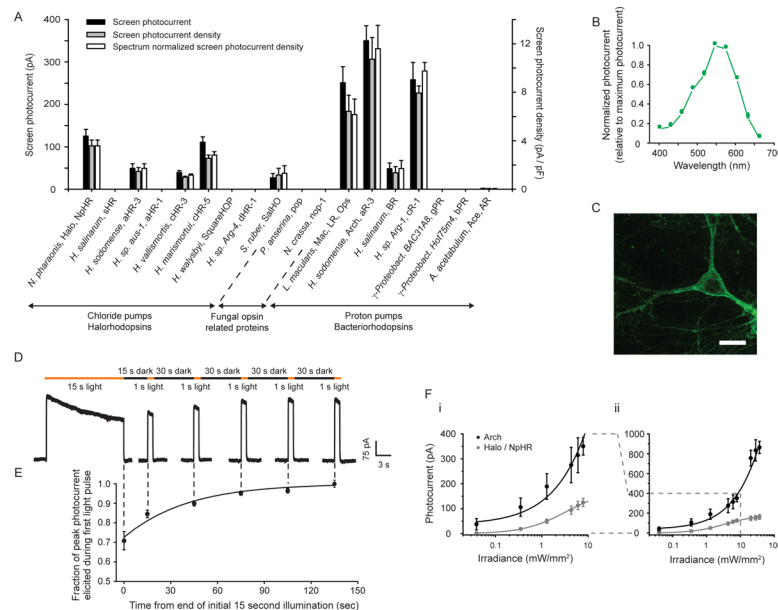 A
Screen photocurrent
Screen photocurrent density
Spectrum normalized screen photocurrent density
Screen photocurrent (pA)
400
300
200
100
0
Screen photocurrent density (pA / pF)
12
8
4
0
N. pharaonis, Halo, NpHR
H. salinarum, sHR
H. sodomense, aHR-3
H. sp. aus-1, aHR-1
H. vallismortis, cHR-3
H. marismortui, cHR-5
H. walsbyi, SquareHOP
H. sp. Arg-4, dHR-1
S. ruber, SalHO
P. anserina, pop
N. crassa, nop-1
L. maculans, Mac, LR, Ops
H. sodomense, Arch, aR-3
H. salinarum, BR
H. sp. Arg-1, cR-1
γ-Proteobact. BAC31A8, gPR
γ-Proteobact. Hot75m4, bPR
A. acetabulum, Ace, AR
Chloride pumps
Halorhodopsins
Fungal opsin
related proteins
Proton pumps
Bacteriorhodopsins
B
Normalized photocurrent
(relative to maximum photocurrent)
1.0
0.8
0.6
0.4
0.2
0
400 500 600 700
Wavelength (nm)
C
D
15 s dark 30 s dark 30 s dark 30 s dark 30 s dark
15 s light 1 s light 1 s light 1 s light 1 s light 1 s light
75 pA
3 s
E
Fraction of peak photocurrent
elicited during first light pulse
1.0
0.9
0.8
0.7
0.6
0.5
0 30 60 90 120 150
Time from end of initial 15 second illumination (sec)
F
i
Arch
Halo / NpHR
Photocurrent (pA)
400
300
200
100
0
0.1 1 10
Irradiance (mW/mm²)
ii
1000
800
600
400
200
0
0.1 1 10 100
Irradiance (mW/mm²)